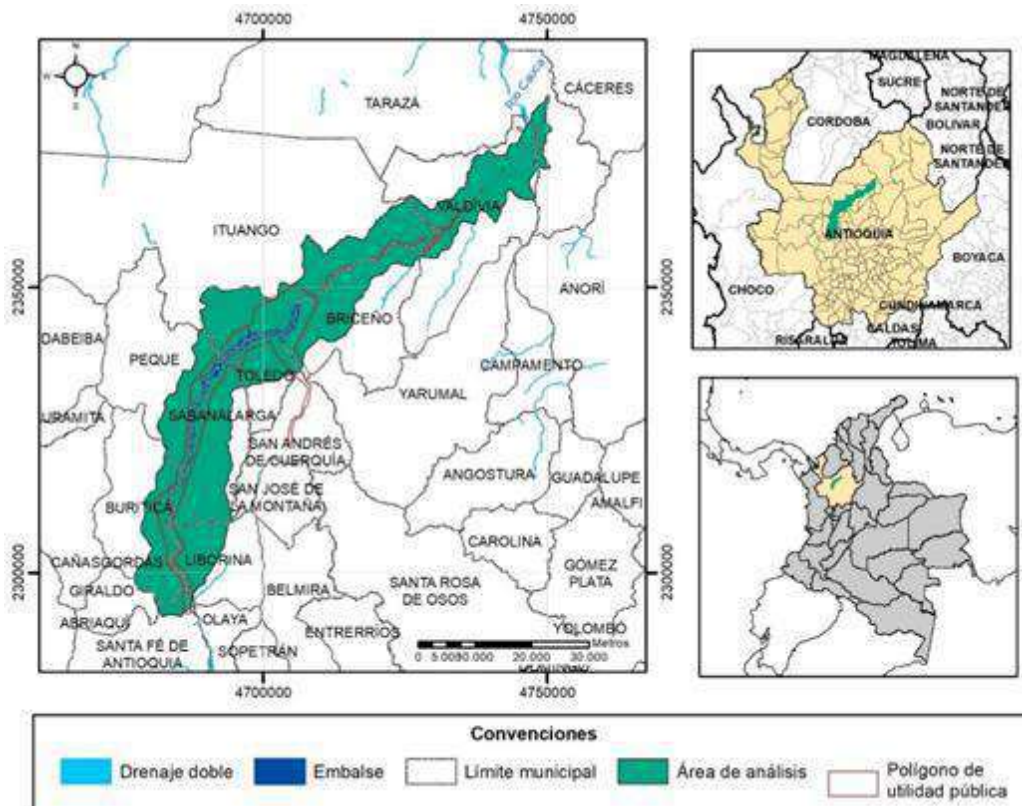 4700000
4750000
N
W
S
Río Cauca
CÁCERES
TARAZÁ
VALDIVIA
ITUANGO
2350000
2350000
ANORÍ
BRICEÑO
DABEIBA
PEQUE
TOLEDO
CAMPAMENTO
YARUMAL
URAMITA
SABANALARGA
SAN ANDRÉS
DE CUERQUÍA
ANGOSTURA
GUADALUPE
SAN JOSÉ DE
LA MONTAÑA
AMALFI
BURITICÁ
CAROLINA
CAÑASGORDAS
LIBORINA
2300000
2300000
GIRALDO
BELMIRA
SANTA ROSA
DE OSOS
GÓMEZ
PLATA
ABRIAQUÍ
OLAYA
ENTRERRÍOS
YOLOMBÓ
SANTA FÉ DE
ANTIOQUIA
SOPETRÁN
Metros
0 5.000 10.000 20.000 30.000
4700000
4750000
MAGDALENA
SUCRE
NORTE DE
SANTANDER
CORDOBA
BOLIVAR
NORTE DE
SANTANDER
ANTIOQUIA
BOYACA
CHOCO
CUNDINAMARCA
CALDAS
RISARALDA
TOLIMA
Convenciones
Drenaje doble
Embalse
Límite municipal
Área de análisis
Polígono de
utilidad pública